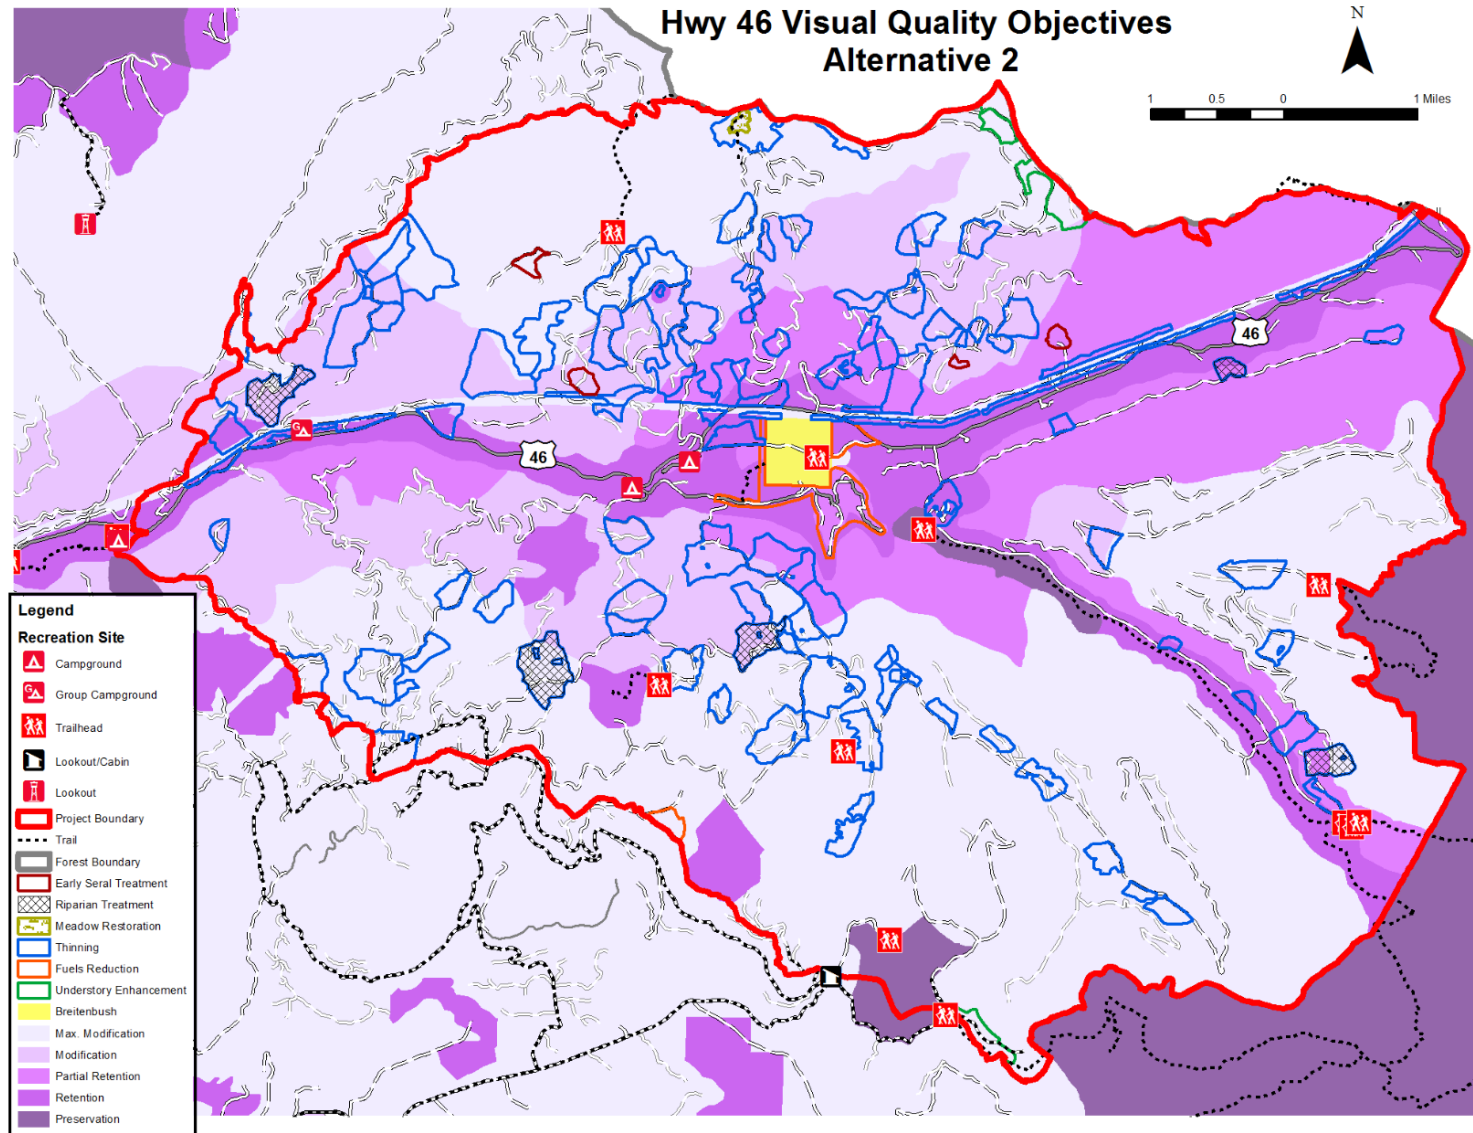 Hwy 46 Visual Quality Objectives
Alternative 2
N
1 0.5 0 1 Miles
46
46
G
Legend
Recreation Site
Campground
G Group Campground
Trailhead
Lookout/Cabin
Lookout
Project Boundary
Trail
Forest Boundary
Early Seral Treatment
Riparian Treatment
Meadow Restoration
Thinning
Fuels Reduction
Understory Enhancement
Breitenbush
Max. Modification
Modification
Partial Retention
Retention
Preservation